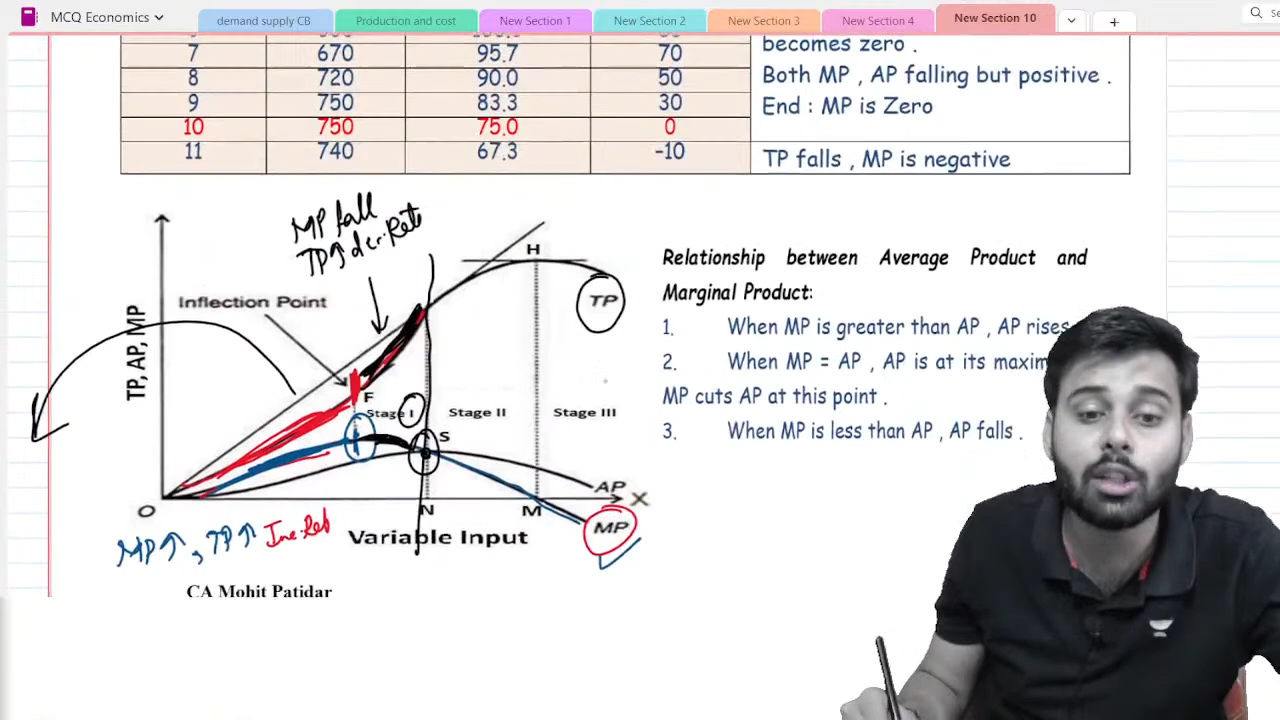 MCQ Economics
demand supply CB
Production and cost
New Section 1
New Section 2
New Section 3
New Section 4
New Section 10
+
7 670 95.7 70
8 720 90.0 50
9 750 83.3 30
10 750 75.0 0
11 740 67.3 -10
becomes zero .
Both MP , AP falling but positive .
End : MP is Zero
TP falls , MP is negative
MP fall
TP↑ der. Ret
H
Inflection Point
TP
TP, AP, MP
F
Stage I
Stage II
Stage III
S
AP
O
N
M
X
MP
MP↑ , TP↑ Inc. Ret
Variable Input
CA Mohit Patidar
Relationship between Average Product and
Marginal Product:
1. When MP is greater than AP , AP rises
2. When MP = AP , AP is at its
MP cuts AP at this point .
3. When MP is less than AP , AP falls .